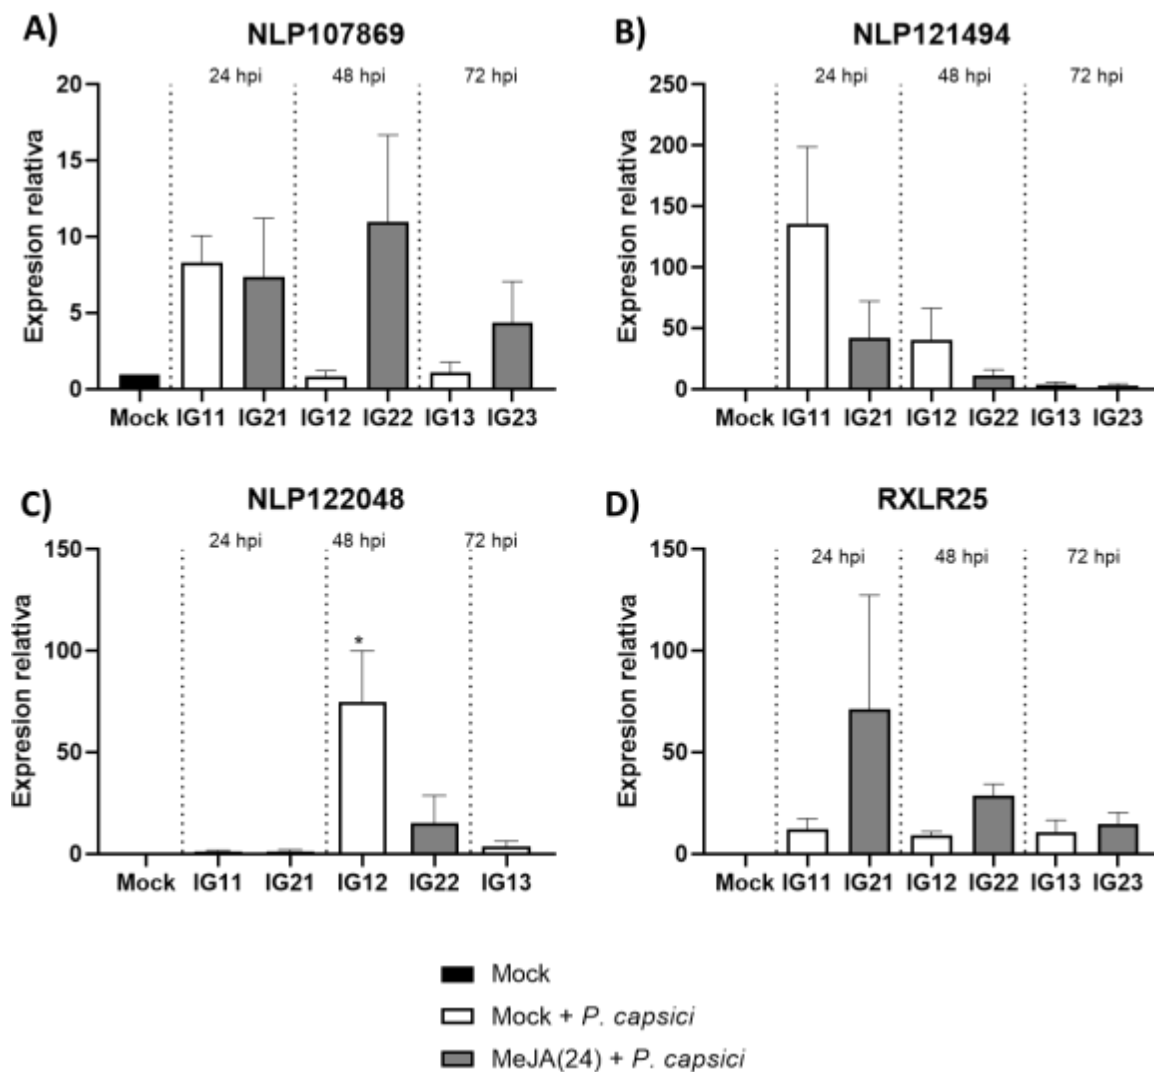 A)
NLP107869
24 hpi 48 hpi 72 hpi
20
15
10
5
0
Expresion relativa
Mock IG11 IG21 IG12 IG22 IG13 IG23
B)
NLP121494
24 hpi 48 hpi 72 hpi
250
200
150
100
50
0
Expresion relativa
Mock IG11 IG21 IG12 IG22 IG13 IG23
C)
NLP122048
24 hpi 48 hpi 72 hpi
150
100
50
0
*
Expresion relativa
Mock IG11 IG21 IG12 IG22 IG13
D)
RXLR25
24 hpi 48 hpi 72 hpi
150
100
50
0
Expresion relativa
Mock IG11 IG21 IG12 IG22 IG13 IG23
Mock
Mock + P. capsici
MeJA(24) + P. capsici